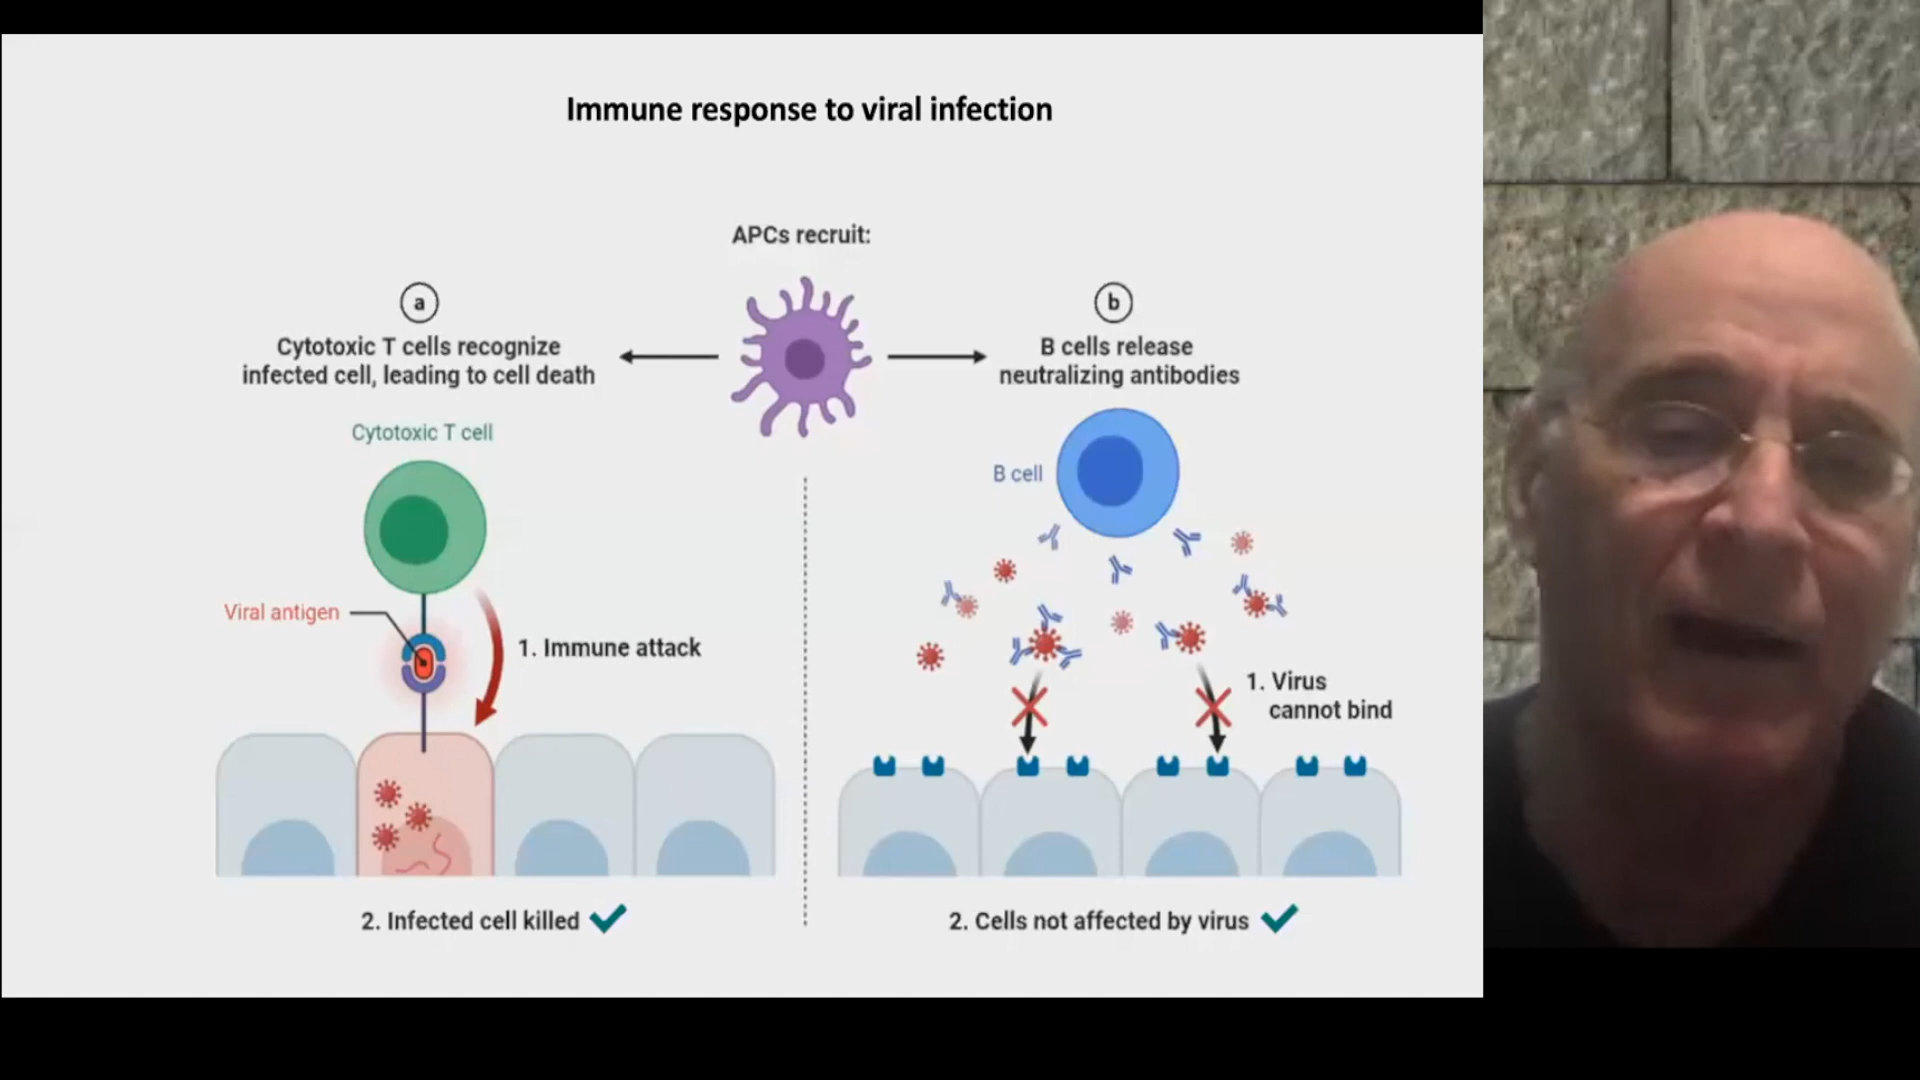 Immune response to viral infection
APCs recruit:
a
Cytotoxic T cells recognize
infected cell, leading to cell death
Cytotoxic T cell
Viral antigen
1. Immune attack
2. Infected cell killed
b
B cells release
neutralizing antibodies
B cell
1. Virus
cannot bind
2. Cells not affected by virus